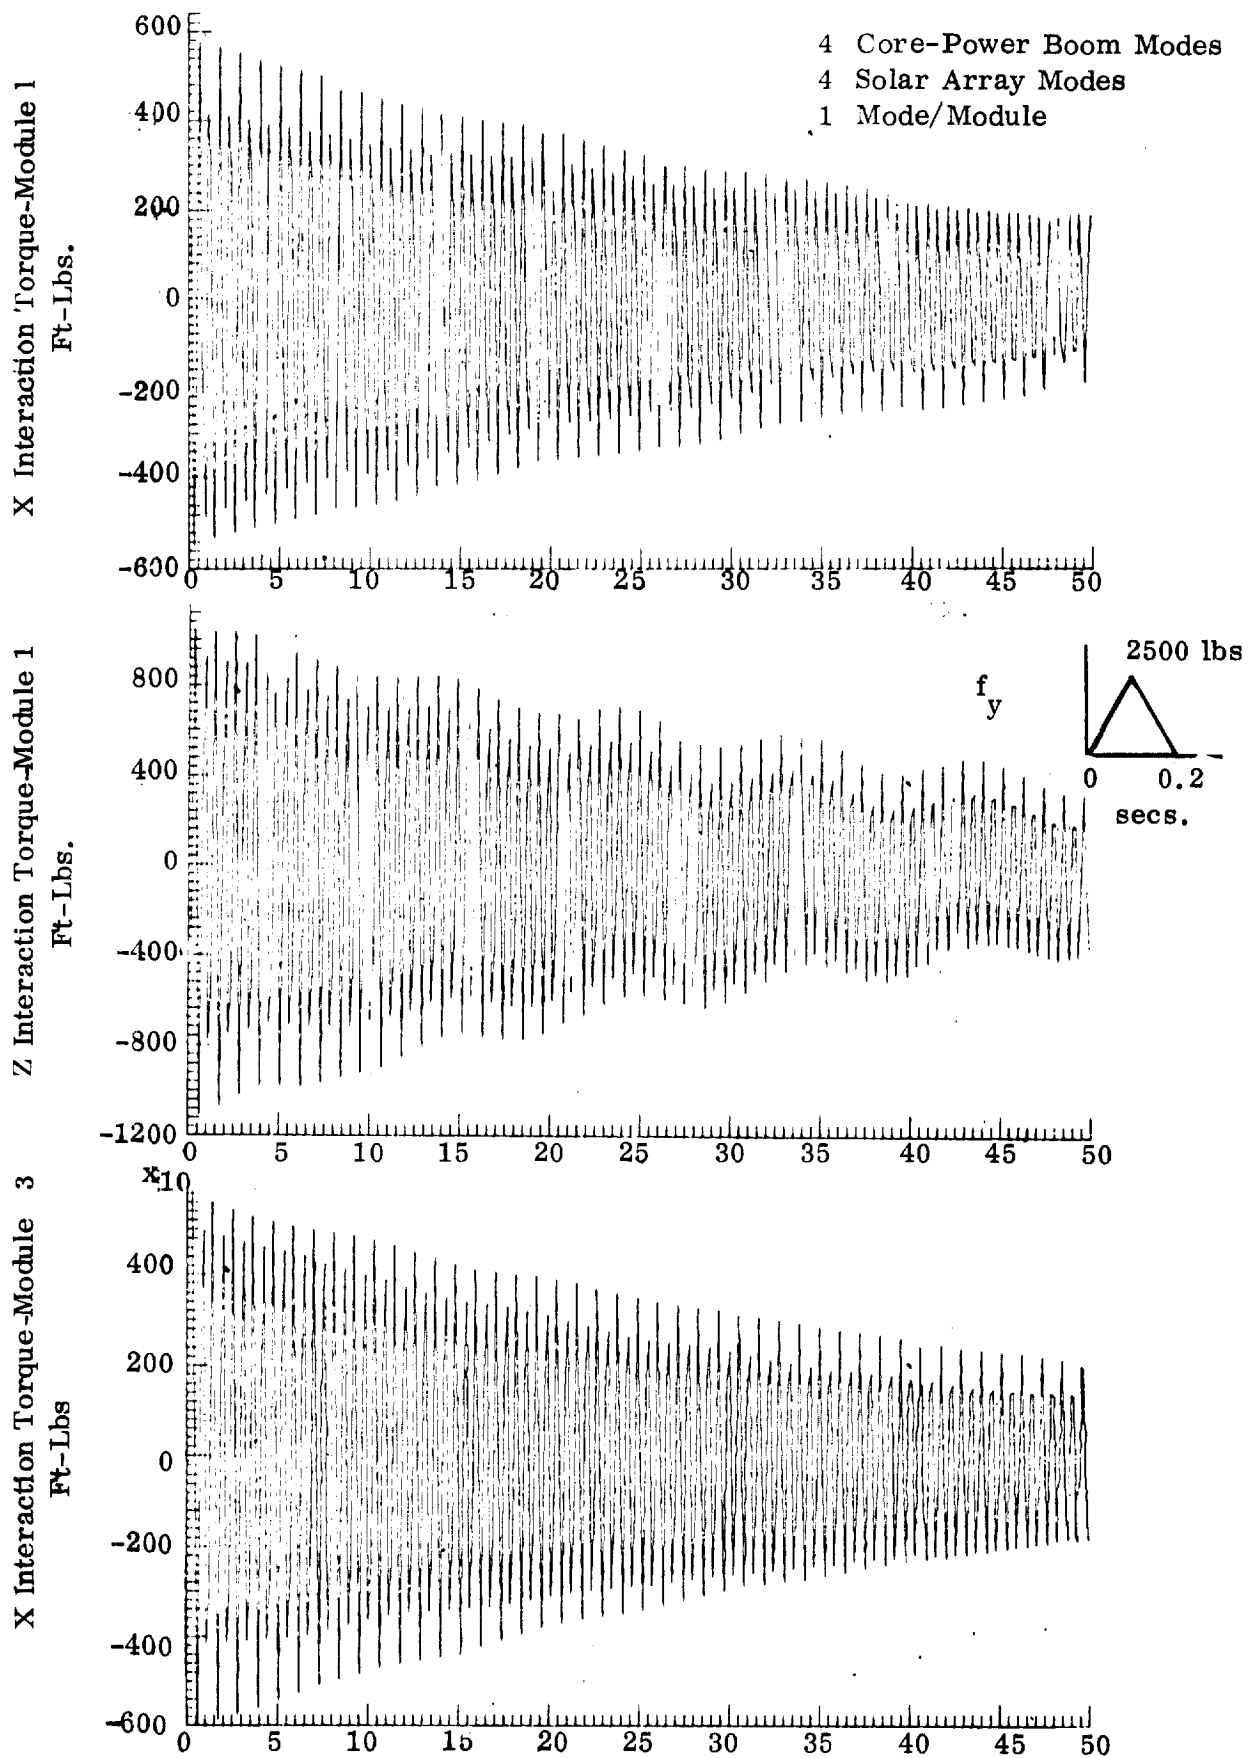 4 Core-Power Boom Modes
4 Solar Array Modes
1 Mode/Module
X Interaction Torque-Module 1
Ft-Lbs.
600
400
200
0
-200
-400
-600
0 5 10 15 20 25 30 35 40 45 50
Z Interaction Torque-Module 1
Ft-Lbs.
800
400
0
-400
-800
-1200
0 5 10 15 20 25 30 35 40 45 50
f_y
2500 lbs
0 0.2
secs.
X Interaction Torque-Module 3
Ft-Lbs
x10
400
200
0
-200
-400
-600
0 5 10 15 20 25 30 35 40 45 50